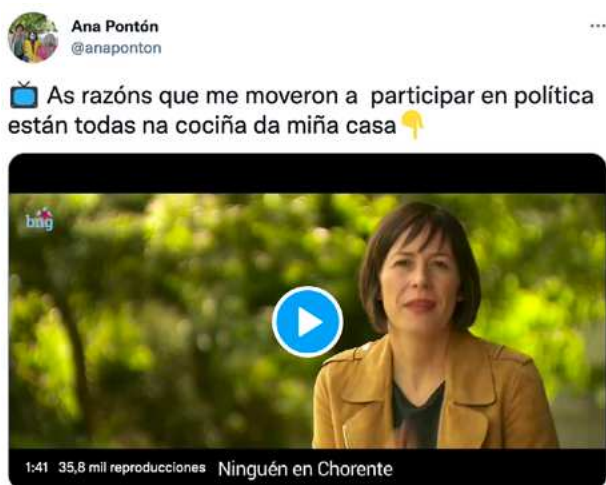 Ana Pontón
@anaponton
As razóns que me moveron a participar en política
están todas na cociña da miña casa
bng
1:41 35,8 mil reproducciones Ninguén en Chorente